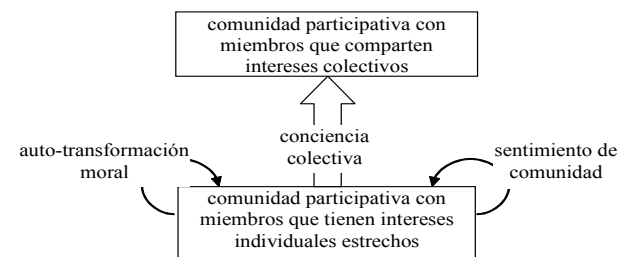 comunidad participativa con
miembros que comparten
intereses colectivos
conciencia
colectiva
auto-transformación
moral
sentimiento de
comunidad
comunidad participativa con
miembros que tienen intereses
individuales estrechos